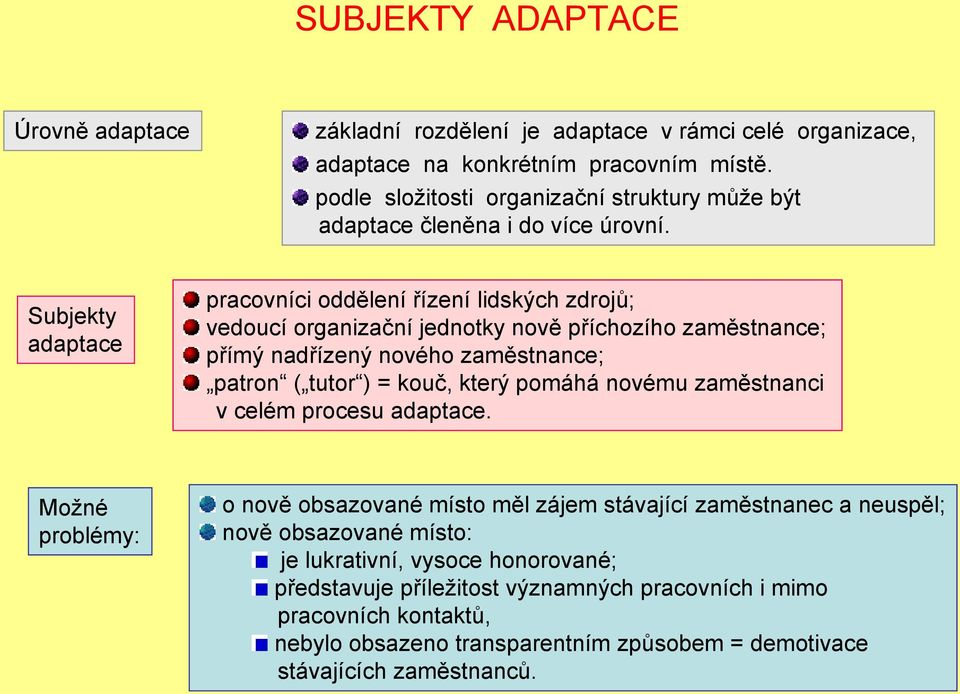 SUBJEKTY ADAPTACE
Úrovně adaptace
základní rozdělení je adaptace v rámci celé organizace,
adaptace na konkrétním pracovním místě.
podle složitosti organizační struktury může být
adaptace členěna i do více úrovní.
Subjekty
adaptace
pracovníci oddělení řízení lidských zdrojů;
vedoucí organizační jednotky nově příchozího zaměstnance;
přímý nadřízený nového zaměstnance;
„patron“ („tutor“) = kouč, který pomáhá novému zaměstnanci
v celém procesu adaptace.
Možné
problémy:
o nově obsazované místo měl zájem stávající zaměstnanec a neuspěl;
nově obsazované místo:
je lukrativní, vysoce honorované;
představuje příležitost významných pracovních i mimo
pracovních kontaktů,
nebylo obsazeno transparentním způsobem = demotivace
stávajících zaměstnanců.